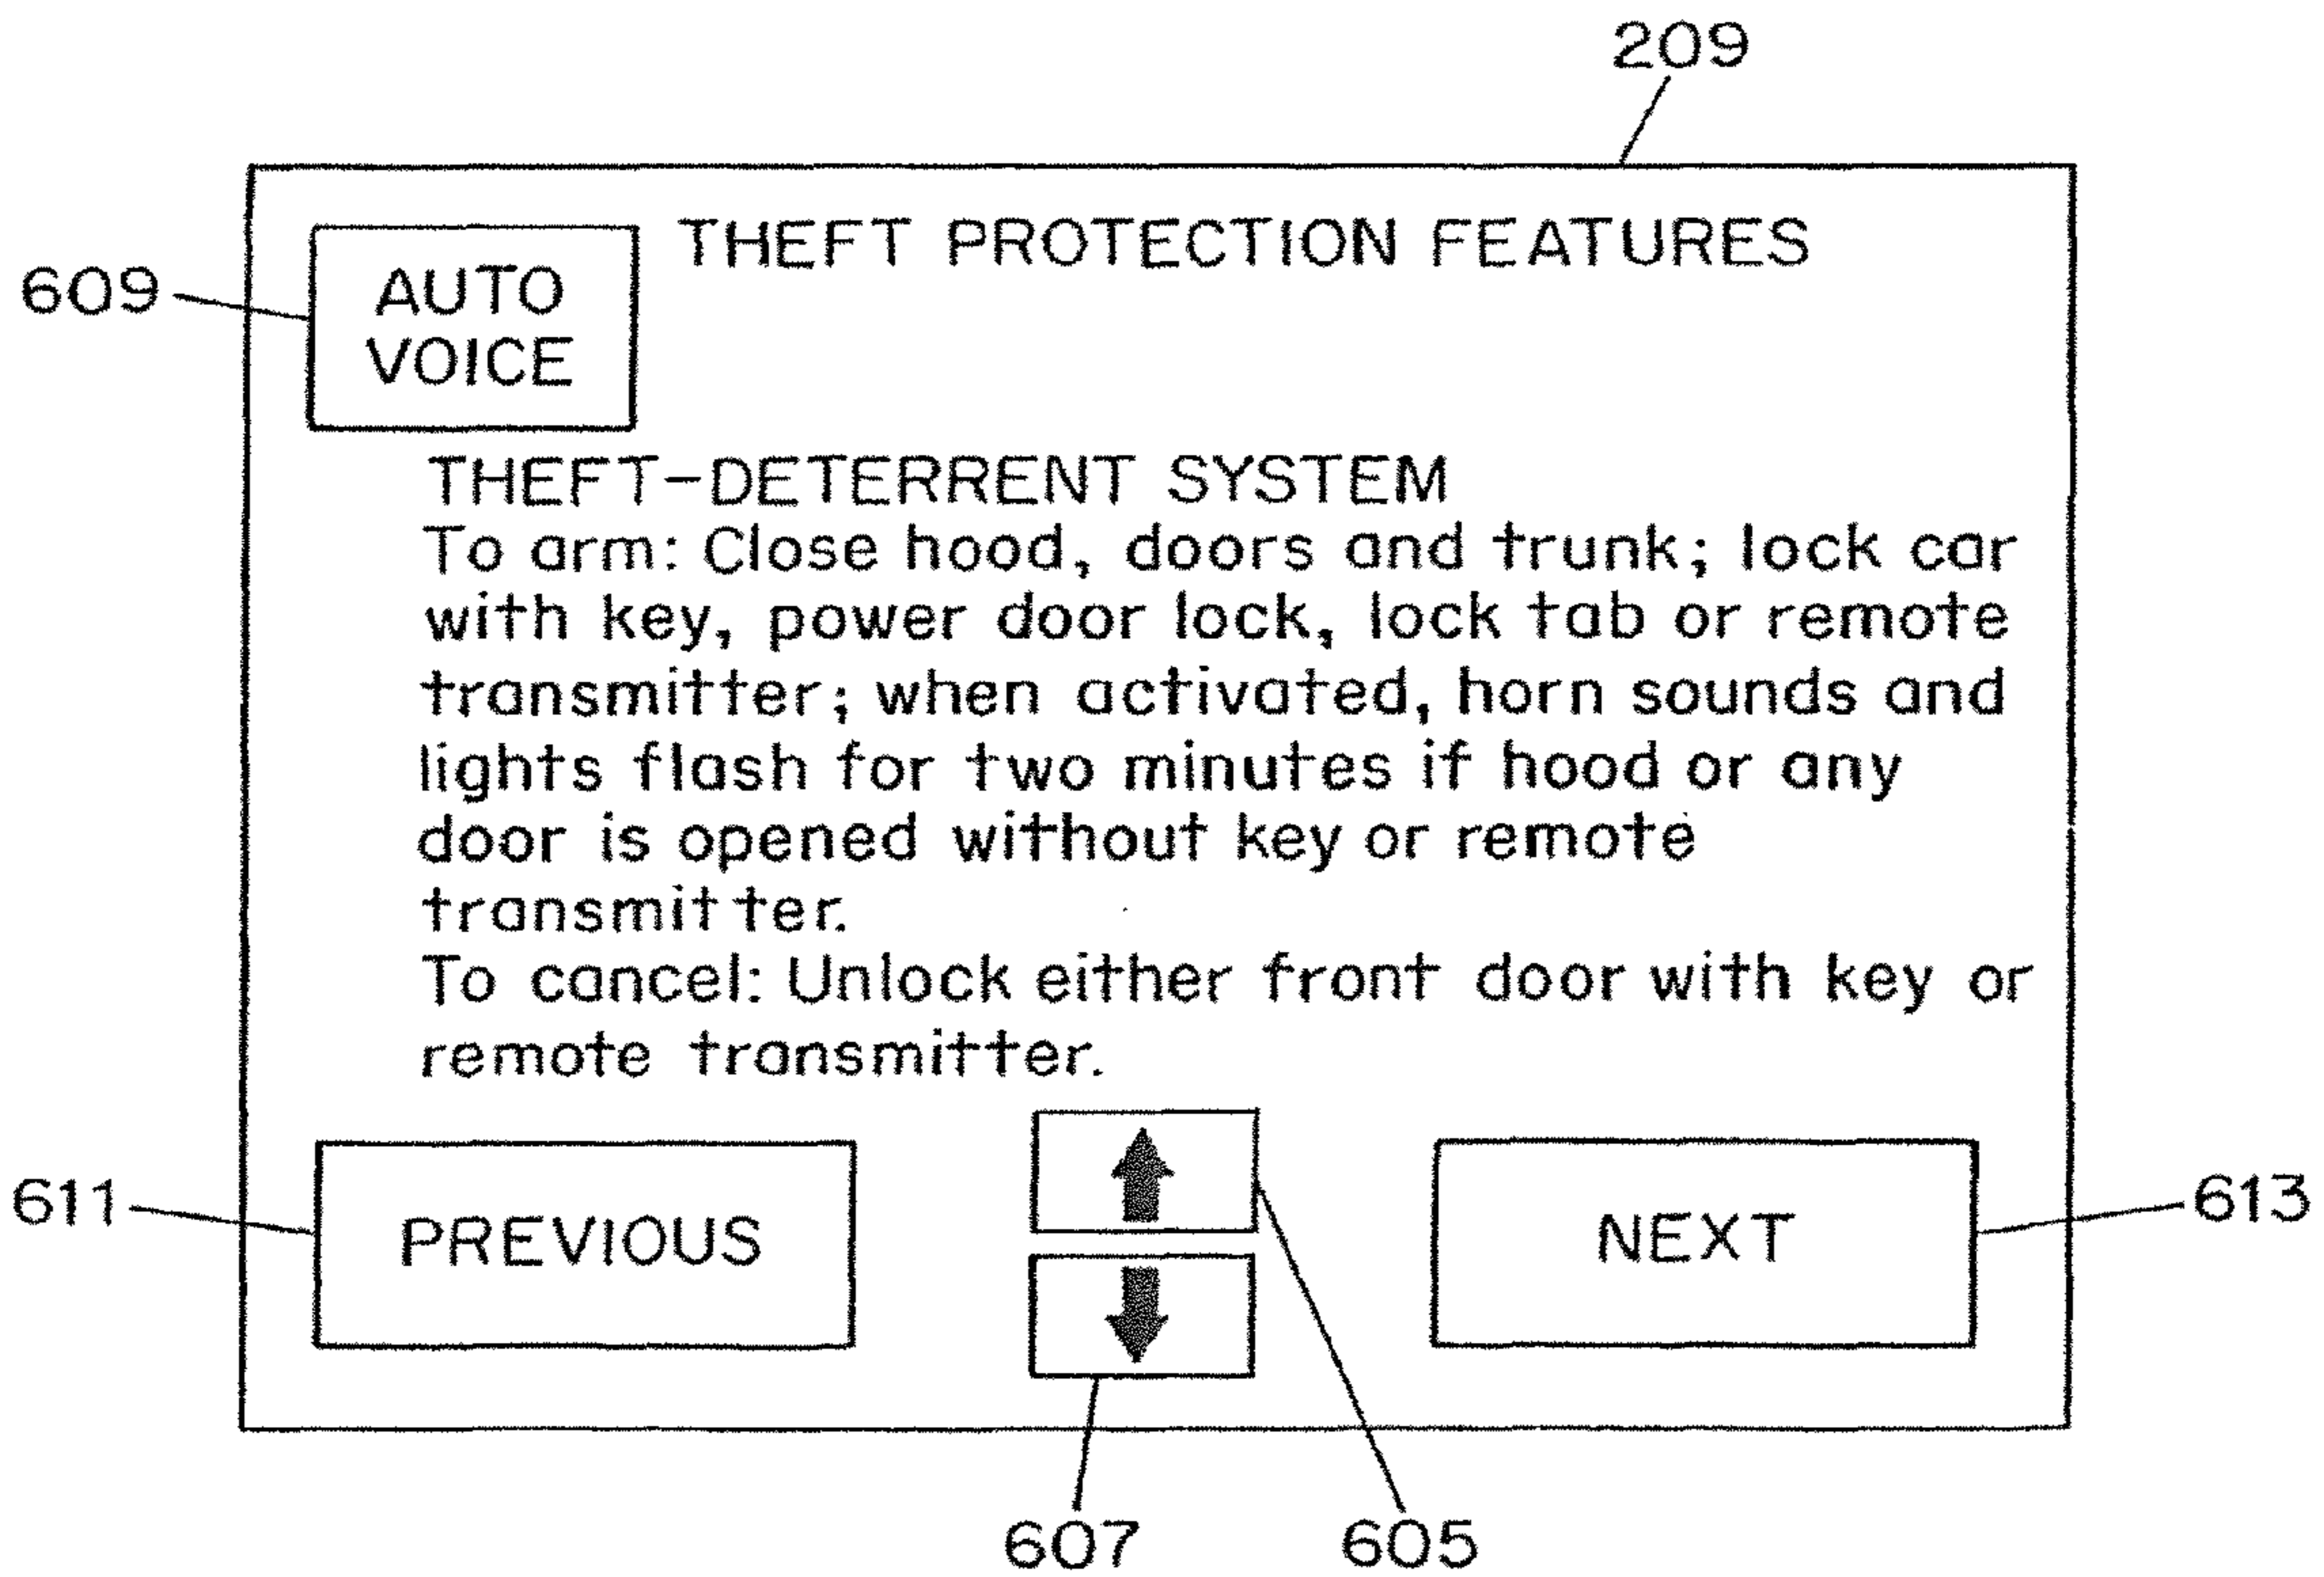 209
THEFT PROTECTION FEATURES
609
AUTO
VOICE
THEFT-DETERRENT SYSTEM
To arm: Close hood, doors and trunk; lock car
with key, power door lock, lock tab or remote
transmitter; when activated, horn sounds and
lights flash for two minutes if hood or any
door is opened without key or remote
transmitter.
To cancel: Unlock either front door with key or
remote transmitter.
611
PREVIOUS
NEXT
613
607
605